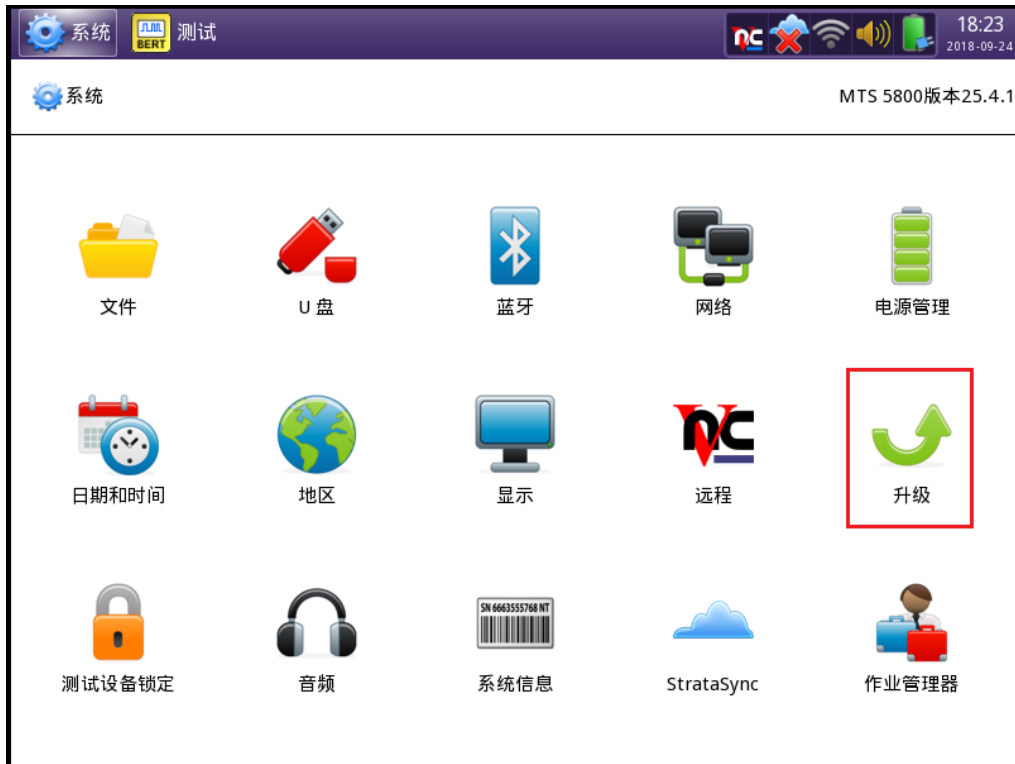 系统 BERT 测试 VNC 18:23
2018-09-24
系统 MTS 5800版本25.4.1
文件 U 盘 蓝牙 网络 电源管理
VNC
日期和时间 地区 显示 远程 升级
SN 6663555768 NT
测试设备锁定 音频 系统信息 StrataSync 作业管理器